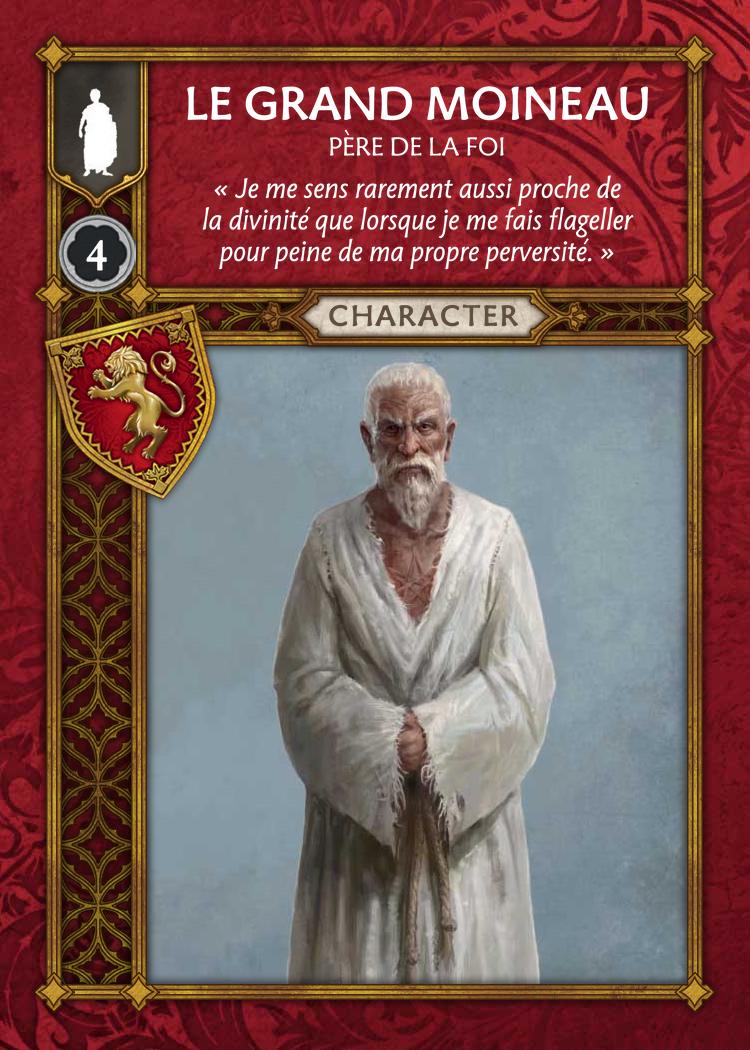 LE GRAND MOINEAU
PÈRE DE LA FOI
« Je me sens rarement aussi proche de
la divinité que lorsque je me fais flageller
pour peine de ma propre perversité. »
4
CHARACTER